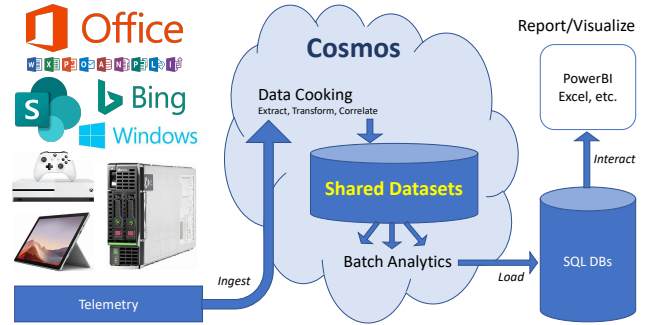 Office
W X P O A N P L I
S
Bing
Windows
Telemetry
Ingest
Cosmos
Data Cooking
Extract, Transform, Correlate
Shared Datasets
Batch Analytics
Load
Report/Visualize
PowerBI
Excel, etc.
Interact
SQL DBs